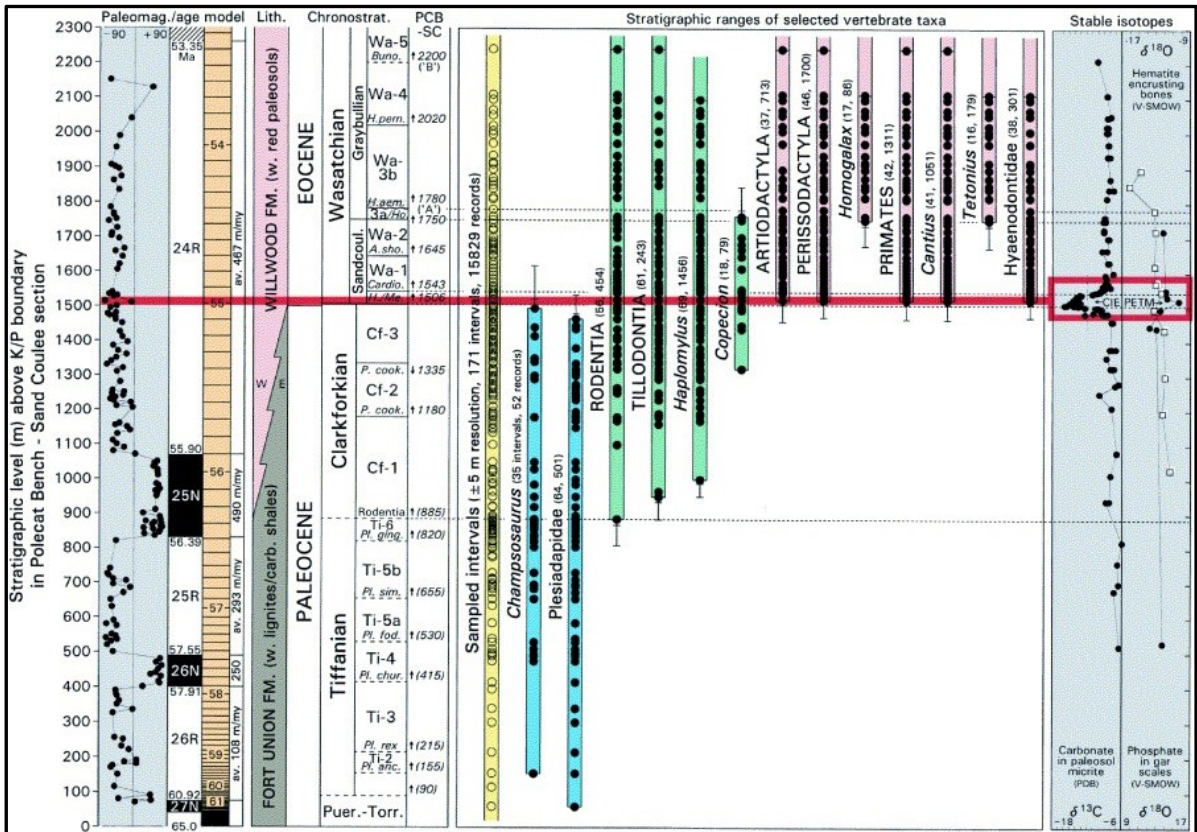 Paleomag./age model
Lith.
Chronostrat.
PCB
-SC
Stratigraphic ranges of selected vertebrate taxa
Stable isotopes
Stratigraphic level (m) above K/P boundary
in Polecat Bench - Sand Coulee section
2300
2200
2100
2000
1900
1800
1700
1600
1500
1400
1300
1200
1100
1000
900
800
700
600
500
400
300
200
100
0
-90 +90
53.35
Ma
24R
55.90
25N
56.39
25R
57.55
26N
57.91
26R
60.92
27N
65.0
54
55
56
57
58
59
60
61
av. 467 m/my
490 m/my
av. 293 m/my
250
av. 108 m/my
WILLWOOD FM. (w. red paleosols)
W E
FORT UNION FM. (w. lignites/carb. shales)
EOCENE
PALEOCENE
Wasatchian
Clarkforkian
Tiffanian
Graybullian
Sandcoul.
Wa-5
Buno. ↑2200
('B')
Wa-4
H.pern. ↑2020
Wa-
3b
H.aem. ↑1780
('A')
3a/Ho. ↑1750
Wa-2
A.sho. ↑1645
Wa-1
Cardio. ↑1543
H./Me. ↑1506
Cf-3
P. cook. ↓1335
Cf-2
P. cook. ↑1180
Cf-1
Rodentia ↑(885)
Ti-6
Pl. ging. ↑(820)
Ti-5b
Pl. sim. ↑(655)
Ti-5a
Pl. fod. ↑(530)
Ti-4
Pl. chur. ↑(415)
Ti-3
Pl. rex ↑(215)
Ti-2
Pl. anc. ↑(155)
↑(90)
Puer.-Torr.
Sampled intervals (±5 m resolution, 171 intervals, 15829 records)
Champsosaurus (35 intervals, 52 records)
Plesiadapidae (64, 501)
RODENTIA (56, 454)
TILLODONTIA (61, 243)
Haplomylus (59, 1456)
Copecion (18, 79)
ARTIODACTYLA (37, 713)
PERISSODACTYLA (46, 1700)
Homogalax (17, 86)
PRIMATES (42, 1311)
Cantius (41, 1051)
Tetonius (16, 179)
Hyaenodontidae (38, 301)
-17 -9
δ18O
Hematite
encrusting
bones
(V-SMOW)
CIE PETM
Carbonate
in paleosol
micrite
(PDB)
δ13C
-18 -6
Phosphate
in gar
scales
(V-SMOW)
δ18O
9 17